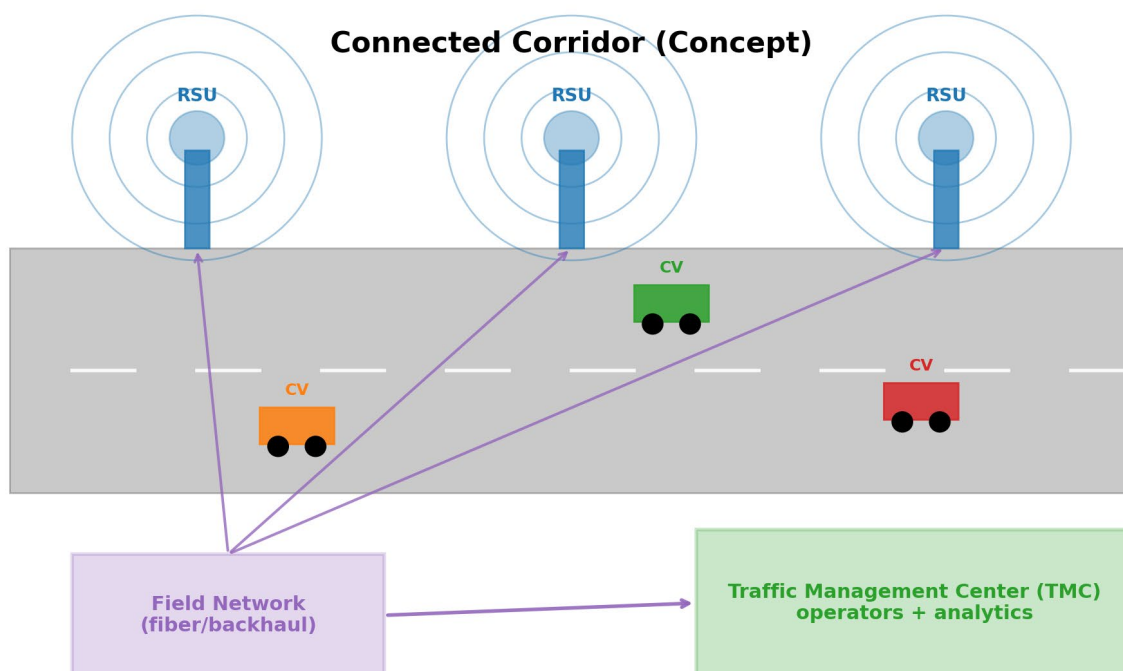 Connected Corridor (Concept)
RSU
RSU
RSU
CV
CV
CV
Field Network
(fiber/backhaul)
Traffic Management Center (TMC)
operators + analytics